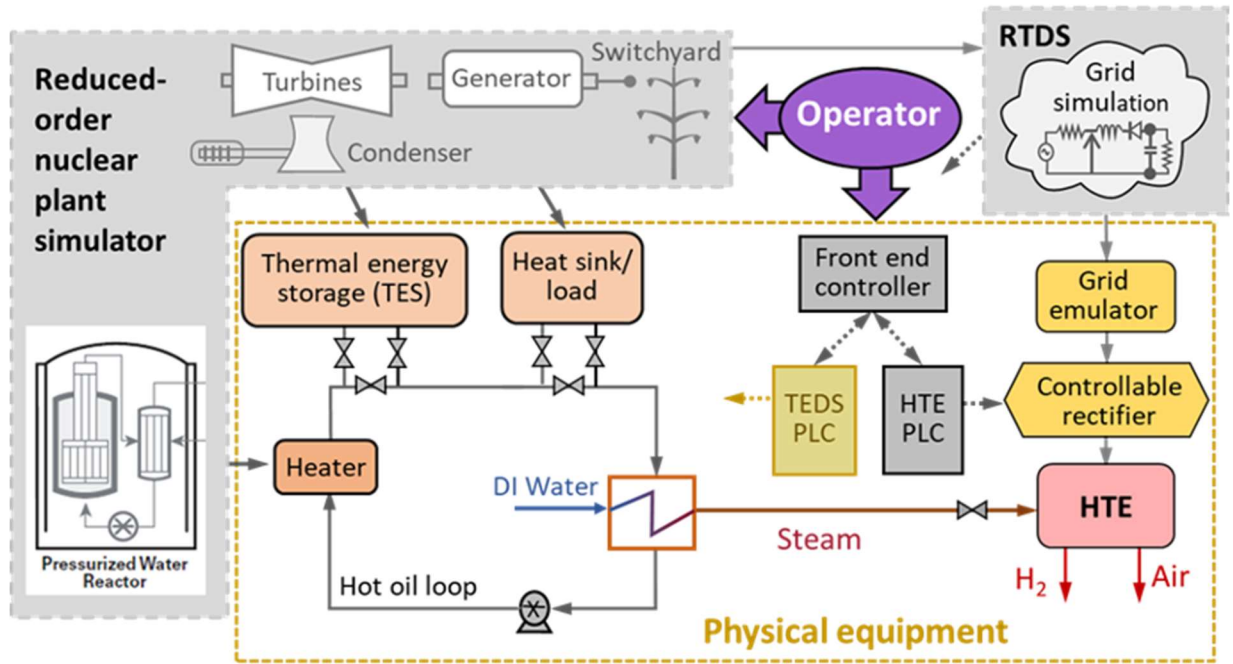 Reduced-
order
nuclear
plant
simulator
Turbines
Generator
Switchyard
Condenser
Operator
RTDS
Grid
simulation
Thermal energy
storage (TES)
Heat sink/
load
Front end
controller
Grid
emulator
TEDS
PLC
HTE
PLC
Controllable
rectifier
Heater
DI Water
HTE
Steam
H₂
Air
Pressurized Water
Reactor
Hot oil loop
Physical equipment